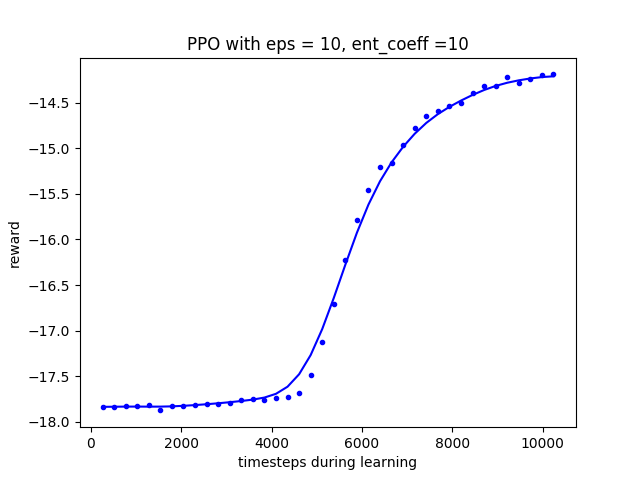 PPO with eps = 10, ent_coeff =10
−14.5
−15.0
−15.5
−16.0
−16.5
−17.0
−17.5
−18.0
reward
0 2000 4000 6000 8000 10000
timesteps during learning